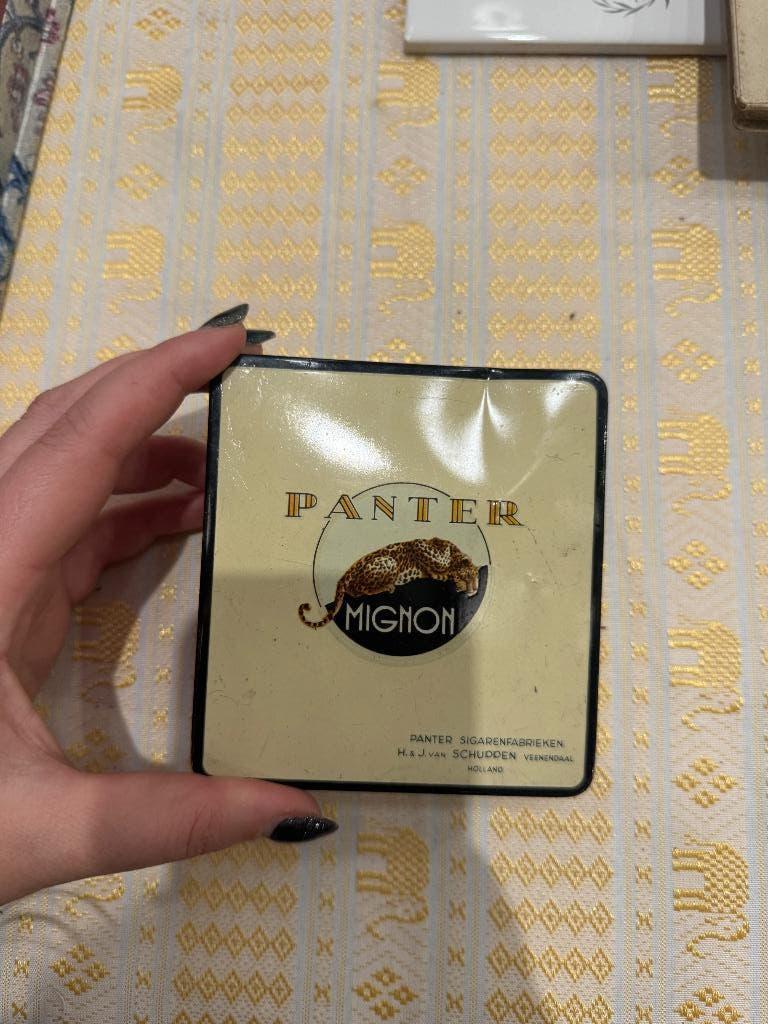 PANTER
MIGNON
PANTER SIGARENFABRIEKEN
H. & J. VAN SCHUPPEN VEENENDAAL
HOLLAND